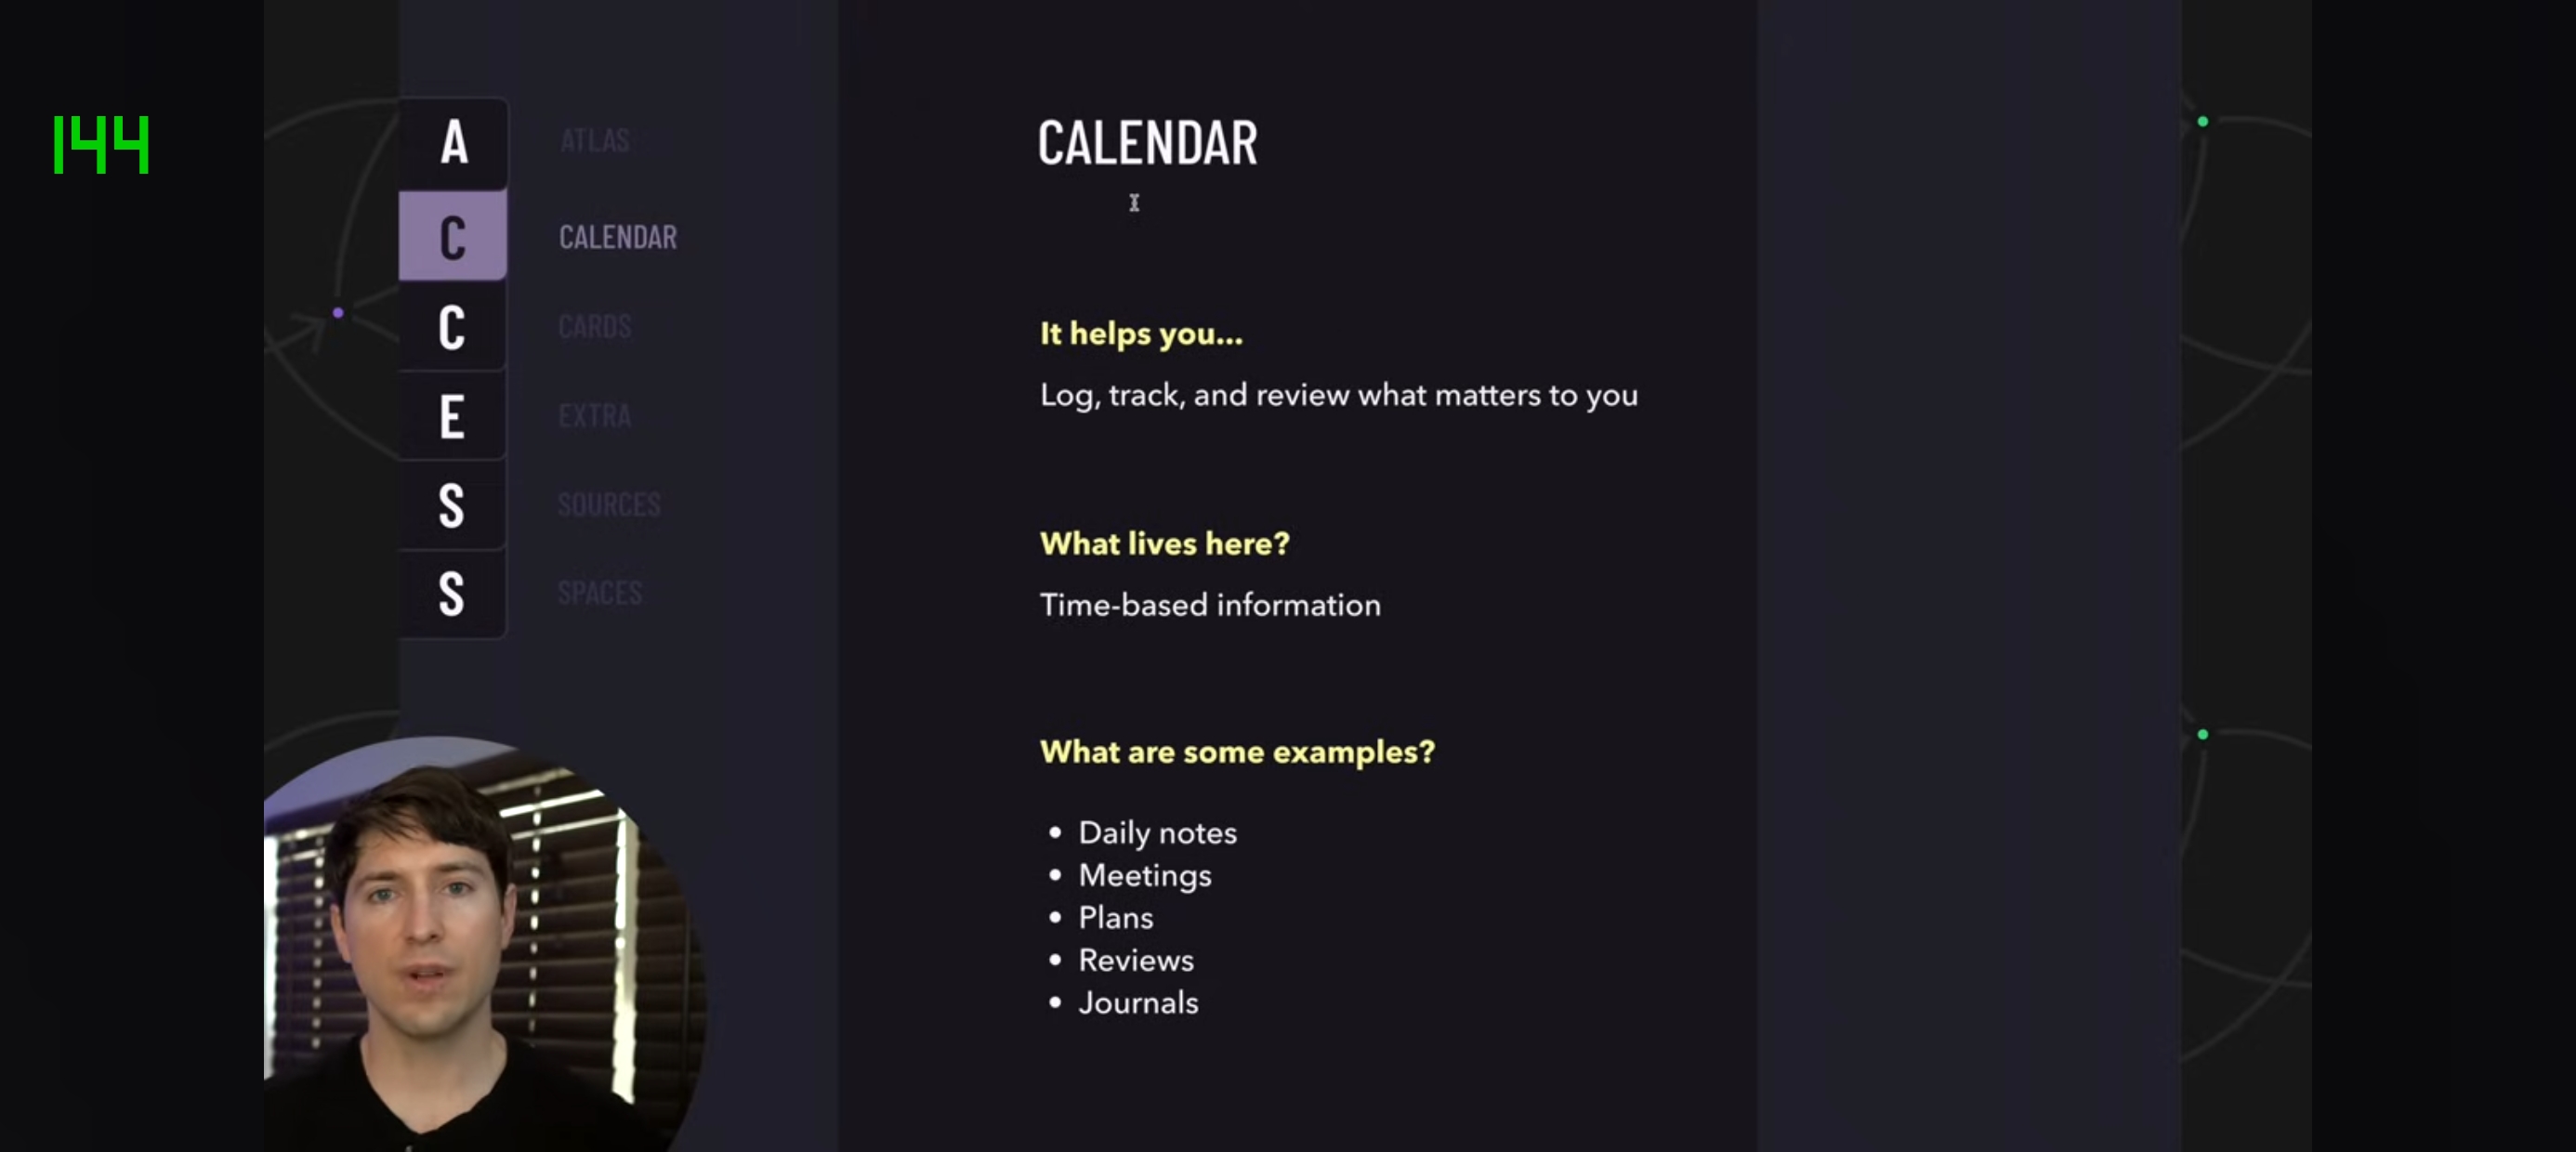 144
A
ATLAS
C
CALENDAR
C
CARDS
E
EXTRA
S
SOURCES
S
SPACES
CALENDAR
It helps you...
Log, track, and review what matters to you
What lives here?
Time-based information
What are some examples?
• Daily notes
• Meetings
• Plans
• Reviews
• Journals